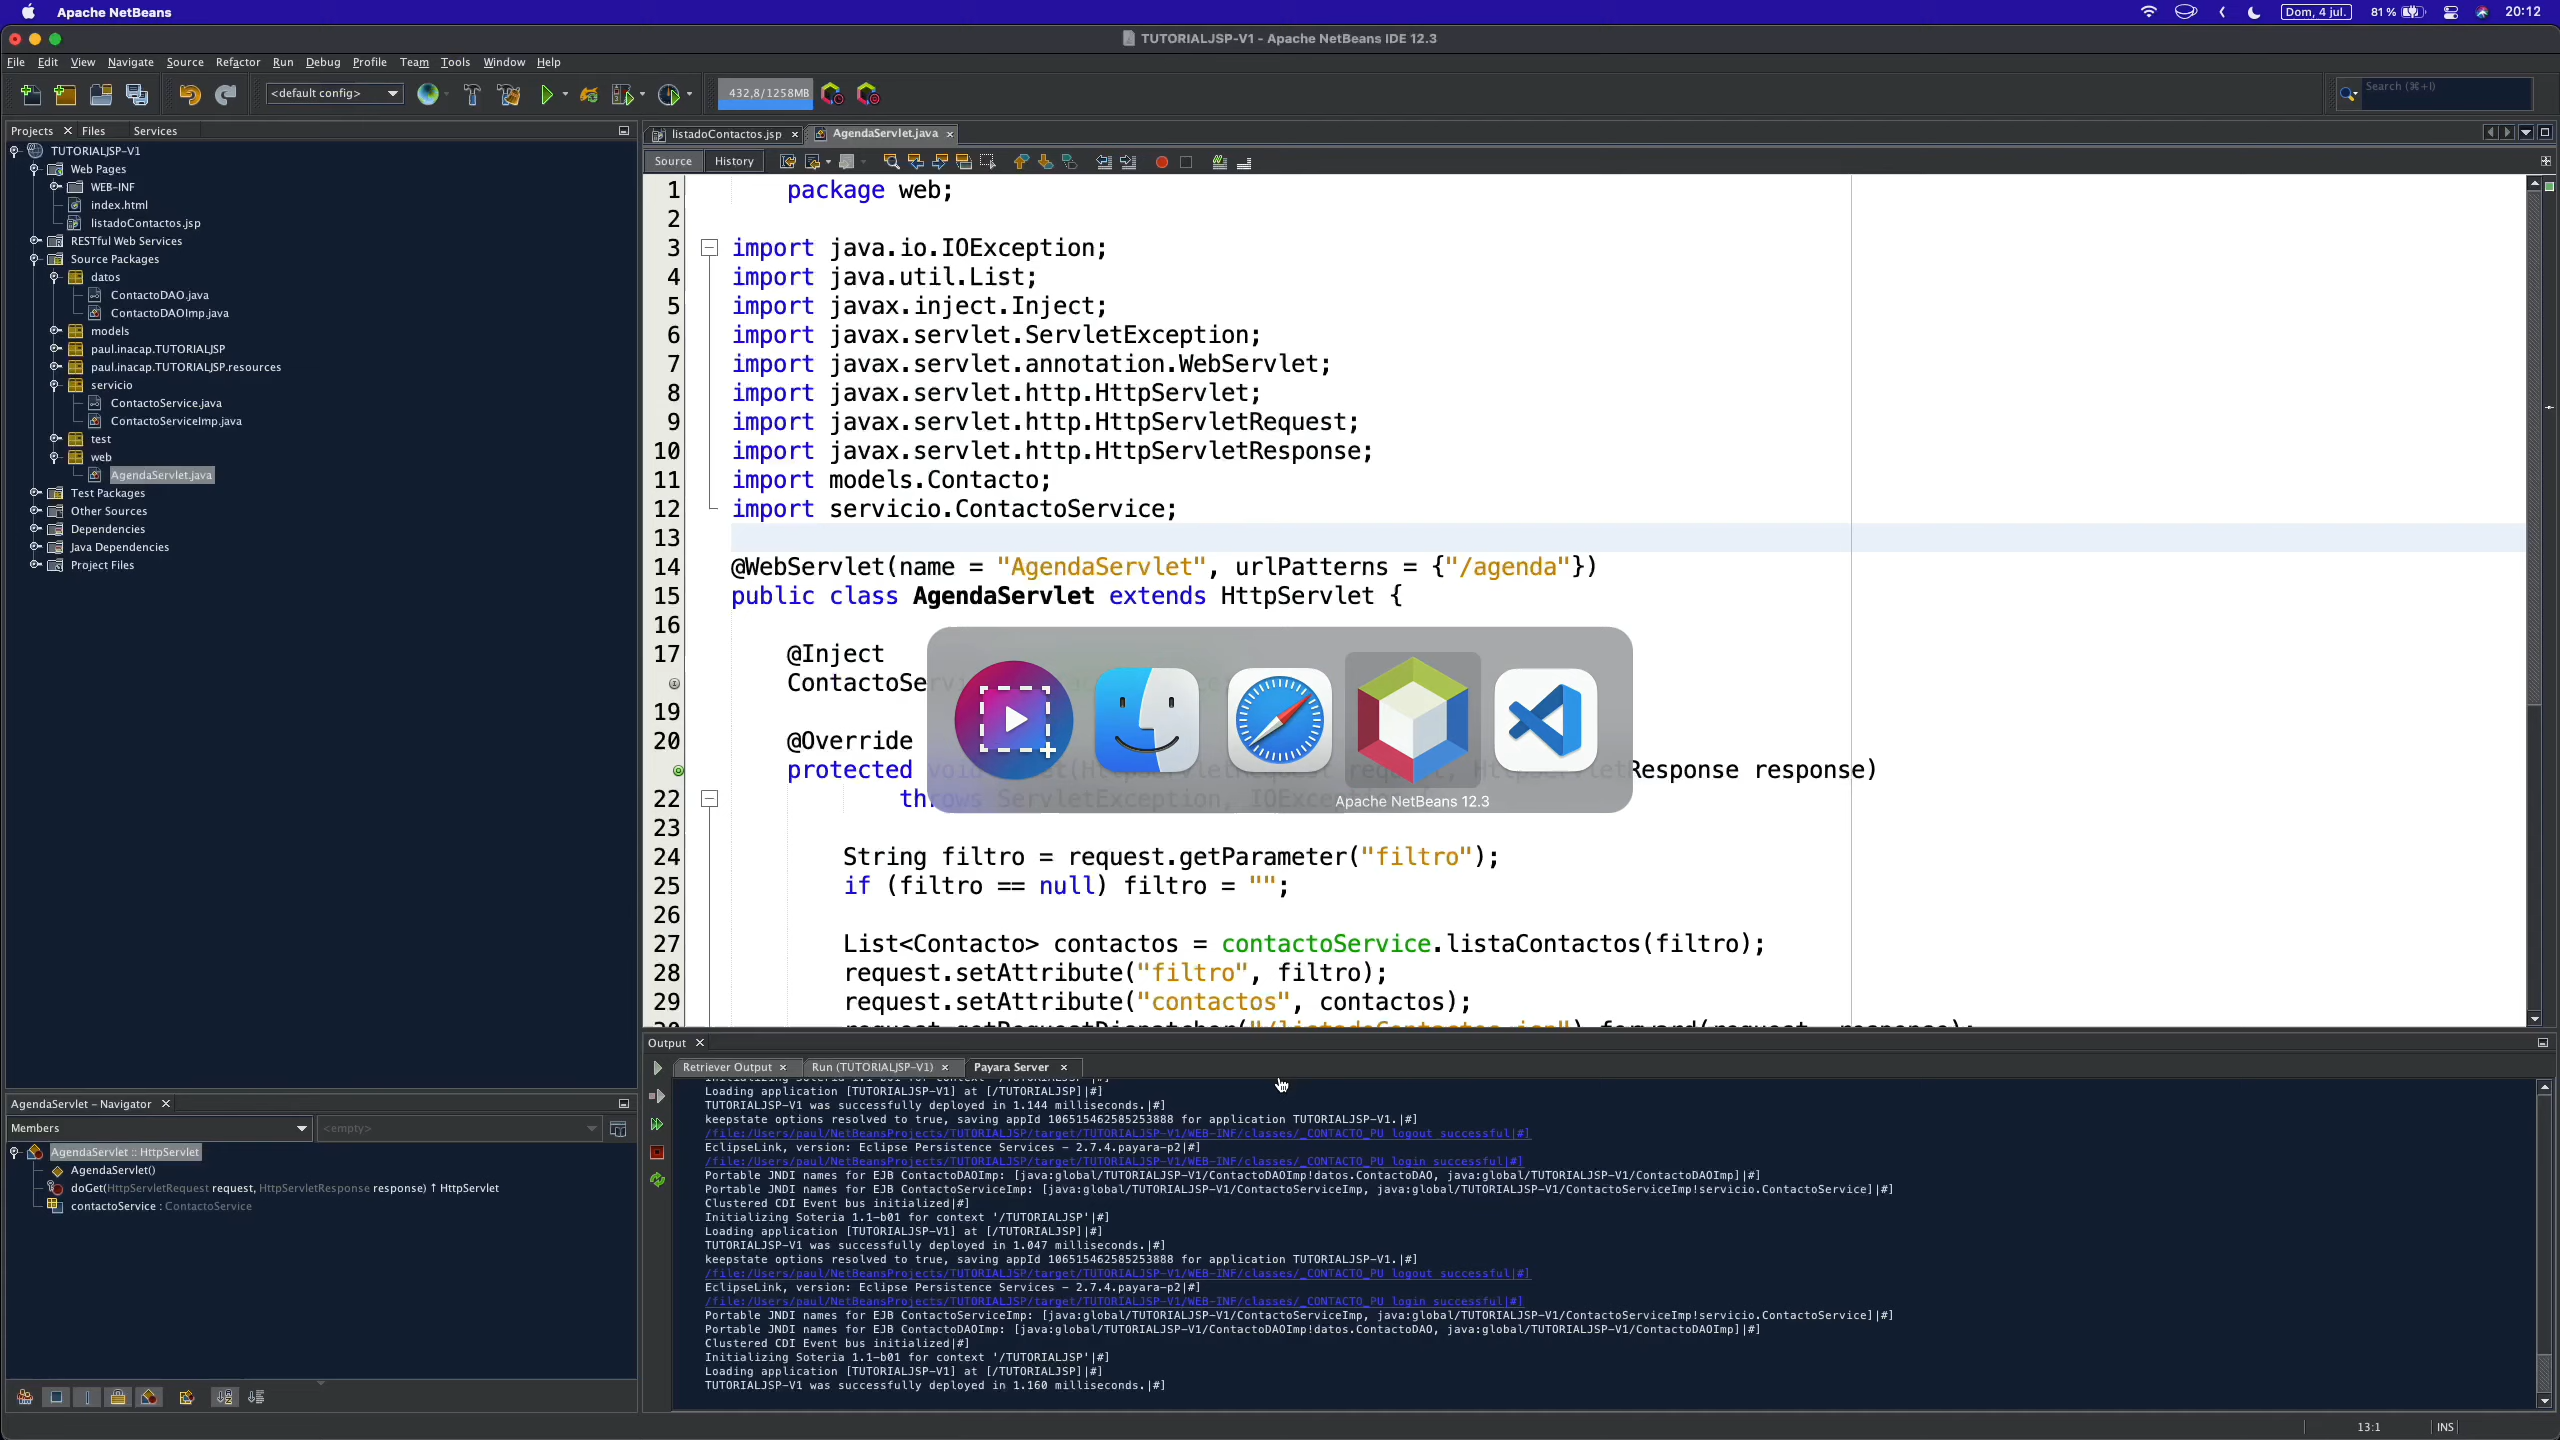 Apache NetBeans
Dom, 4 jul.
81 %
20:12
TUTORIALJSP-V1 - Apache NetBeans IDE 12.3
File Edit View Navigate Source Refactor Run Debug Profile Team Tools Window Help
<default config>
432,8/1258MB
Search (⌘+I)
Projects Files Services
TUTORIALJSP-V1
Web Pages
WEB-INF
index.html
listadoContactos.jsp
RESTful Web Services
Source Packages
datos
ContactoDAO.java
ContactoDAOImp.java
models
paul.inacap.TUTORIALJSP
paul.inacap.TUTORIALJSP.resources
servicio
ContactoService.java
ContactoServiceImp.java
test
web
AgendaServlet.java
Test Packages
Other Sources
Dependencies
Java Dependencies
Project Files
AgendaServlet - Navigator
Members
<empty>
AgendaServlet :: HttpServlet
AgendaServlet()
doGet(HttpServletRequest request, HttpServletResponse response) ↑ HttpServlet
contactoService : ContactoService
listadoContactos.jsp AgendaServlet.java
Source History
1 package web;
2
3 import java.io.IOException;
4 import java.util.List;
5 import javax.inject.Inject;
6 import javax.servlet.ServletException;
7 import javax.servlet.annotation.WebServlet;
8 import javax.servlet.http.HttpServlet;
9 import javax.servlet.http.HttpServletRequest;
10 import javax.servlet.http.HttpServletResponse;
11 import models.Contacto;
12 import servicio.ContactoService;
13
14 @WebServlet(name = "AgendaServlet", urlPatterns = {"/agenda"})
15 public class AgendaServlet extends HttpServlet {
16
17 @Inject
ContactoSe
19
20 @Override
protected void Response response)
22 throws ServletException, IOException {
Apache NetBeans 12.3
23
24 String filtro = request.getParameter("filtro");
25 if (filtro == null) filtro = "";
26
27 List<Contacto> contactos = contactoService.listaContactos(filtro);
28 request.setAttribute("filtro", filtro);
29 request.setAttribute("contactos", contactos);
30 request.getRequestDispatcher("/listadoContactos.jsp").forward(request, response);
Output
Retriever Output Run (TUTORIALJSP-V1) Payara Server
Initializing Soteria 1.1-b01 for context '/TUTORIALJSP'|#]
Loading application [TUTORIALJSP-V1] at [/TUTORIALJSP]|#]
TUTORIALJSP-V1 was successfully deployed in 1.144 milliseconds.|#]
keepstate options resolved to true, saving appId 106515462585253888 for application TUTORIALJSP-V1.|#]
/file:/Users/paul/NetBeansProjects/TUTORIALJSP/target/TUTORIALJSP-V1/WEB-INF/classes/_CONTACTO_PU logout successful|#]
EclipseLink, version: Eclipse Persistence Services - 2.7.4.payara-p2|#]
/file:/Users/paul/NetBeansProjects/TUTORIALJSP/target/TUTORIALJSP-V1/WEB-INF/classes/_CONTACTO_PU login successful|#]
Portable JNDI names for EJB ContactoDAOImp: [java:global/TUTORIALJSP-V1/ContactoDAOImp!datos.ContactoDAO, java:global/TUTORIALJSP-V1/ContactoDAOImp]|#]
Portable JNDI names for EJB ContactoServiceImp: [java:global/TUTORIALJSP-V1/ContactoServiceImp, java:global/TUTORIALJSP-V1/ContactoServiceImp!servicio.ContactoService]|#]
Clustered CDI Event bus initialized|#]
Initializing Soteria 1.1-b01 for context '/TUTORIALJSP'|#]
Loading application [TUTORIALJSP-V1] at [/TUTORIALJSP]|#]
TUTORIALJSP-V1 was successfully deployed in 1.047 milliseconds.|#]
keepstate options resolved to true, saving appId 106515462585253888 for application TUTORIALJSP-V1.|#]
/file:/Users/paul/NetBeansProjects/TUTORIALJSP/target/TUTORIALJSP-V1/WEB-INF/classes/_CONTACTO_PU logout successful|#]
EclipseLink, version: Eclipse Persistence Services - 2.7.4.payara-p2|#]
/file:/Users/paul/NetBeansProjects/TUTORIALJSP/target/TUTORIALJSP-V1/WEB-INF/classes/_CONTACTO_PU login successful|#]
Portable JNDI names for EJB ContactoServiceImp: [java:global/TUTORIALJSP-V1/ContactoServiceImp, java:global/TUTORIALJSP-V1/ContactoServiceImp!servicio.ContactoService]|#]
Portable JNDI names for EJB ContactoDAOImp: [java:global/TUTORIALJSP-V1/ContactoDAOImp!datos.ContactoDAO, java:global/TUTORIALJSP-V1/ContactoDAOImp]|#]
Clustered CDI Event bus initialized|#]
Initializing Soteria 1.1-b01 for context '/TUTORIALJSP'|#]
Loading application [TUTORIALJSP-V1] at [/TUTORIALJSP]|#]
TUTORIALJSP-V1 was successfully deployed in 1.160 milliseconds.|#]
13:1 INS